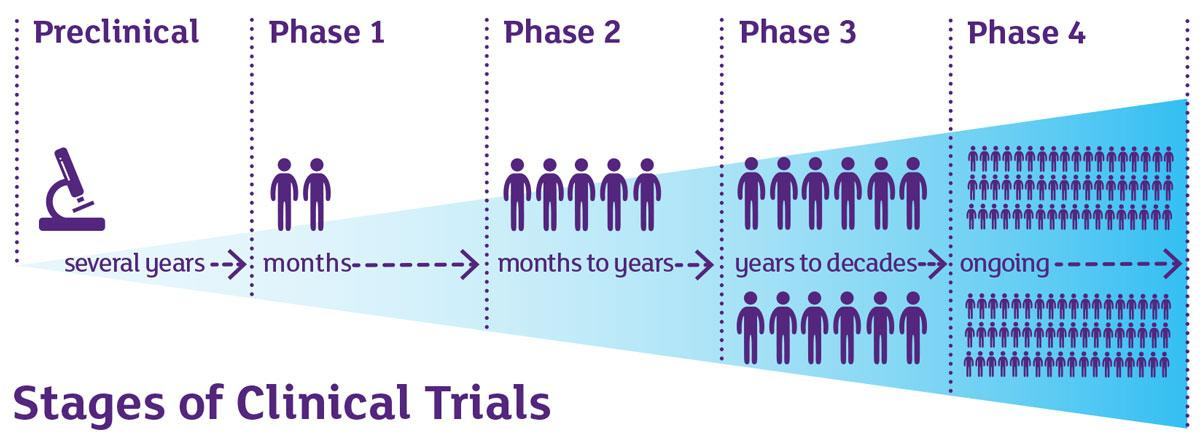 Preclinical
Phase 1
Phase 2
Phase 3
Phase 4
several years
months
months to years
years to decades
ongoing
Stages of Clinical Trials